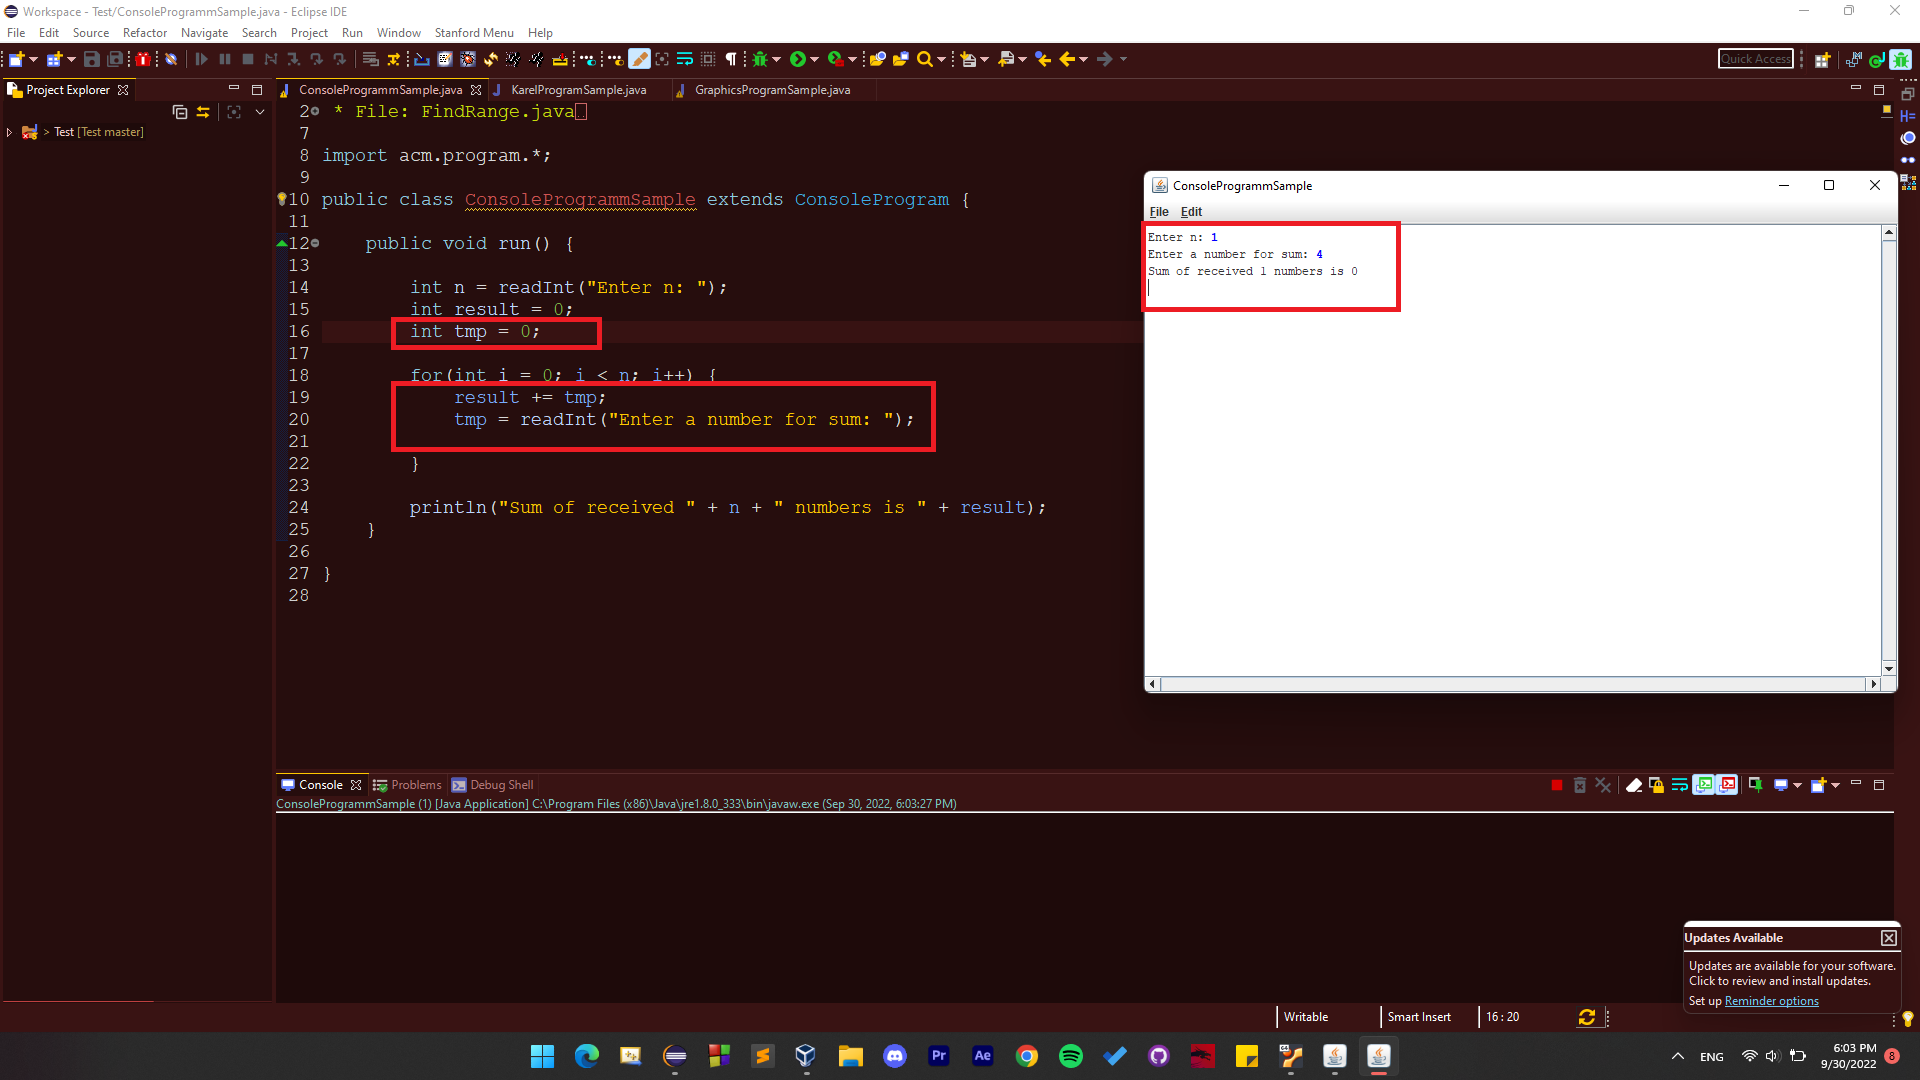 Workspace - Test/ConsoleProgrammSample.java - Eclipse IDE
File Edit Source Refactor Navigate Search Project Run Window Stanford Menu Help
Quick Access
Project Explorer
ConsoleProgrammSample.java KarelProgramSample.java GraphicsProgramSample.java
> Test [Test master]
2 * File: FindRange.java
7
8 import acm.program.*;
9
10 public class ConsoleProgrammSample extends ConsoleProgram {
11
12 public void run() {
13
14 int n = readInt("Enter n: ");
15 int result = 0;
16 int tmp = 0;
17
18 for(int i = 0; i < n; i++) {
19 result += tmp;
20 tmp = readInt("Enter a number for sum: ");
21
22 }
23
24 println("Sum of received " + n + " numbers is " + result);
25 }
26
27 }
28
ConsoleProgrammSample
File Edit
Enter n: 1
Enter a number for sum: 4
Sum of received 1 numbers is 0
Console Problems Debug Shell
ConsoleProgrammSample (1) [Java Application] C:\Program Files (x86)\Java\jre1.8.0_333\bin\javaw.exe (Sep 30, 2022, 6:03:27 PM)
Updates Available
Updates are available for your software.
Click to review and install updates.
Set up Reminder options
Writable Smart Insert 16 : 20
Pr Ae
ENG
6:03 PM
9/30/2022
8